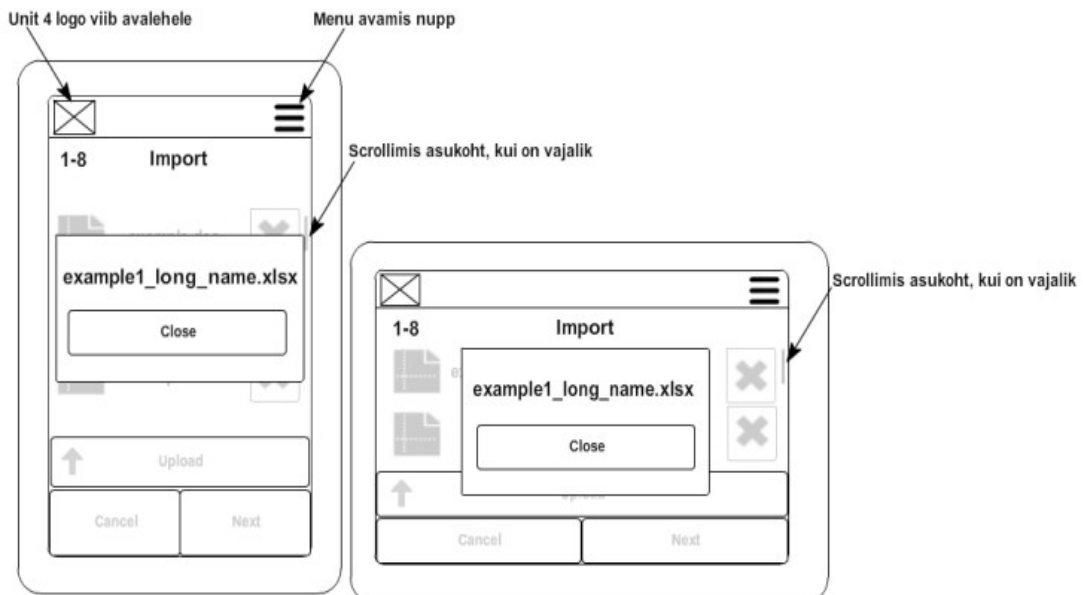 Unit 4 logo viib avalehele
Menu avamis nupp
1-8 Import
Scrollimis asukoht, kui on vajalik
example1_long_name.xlsx
Close
Upload
Cancel Next
Scrollimis asukoht, kui on vajalik
1-8 Import
example1_long_name.xlsx
Close
Cancel Next